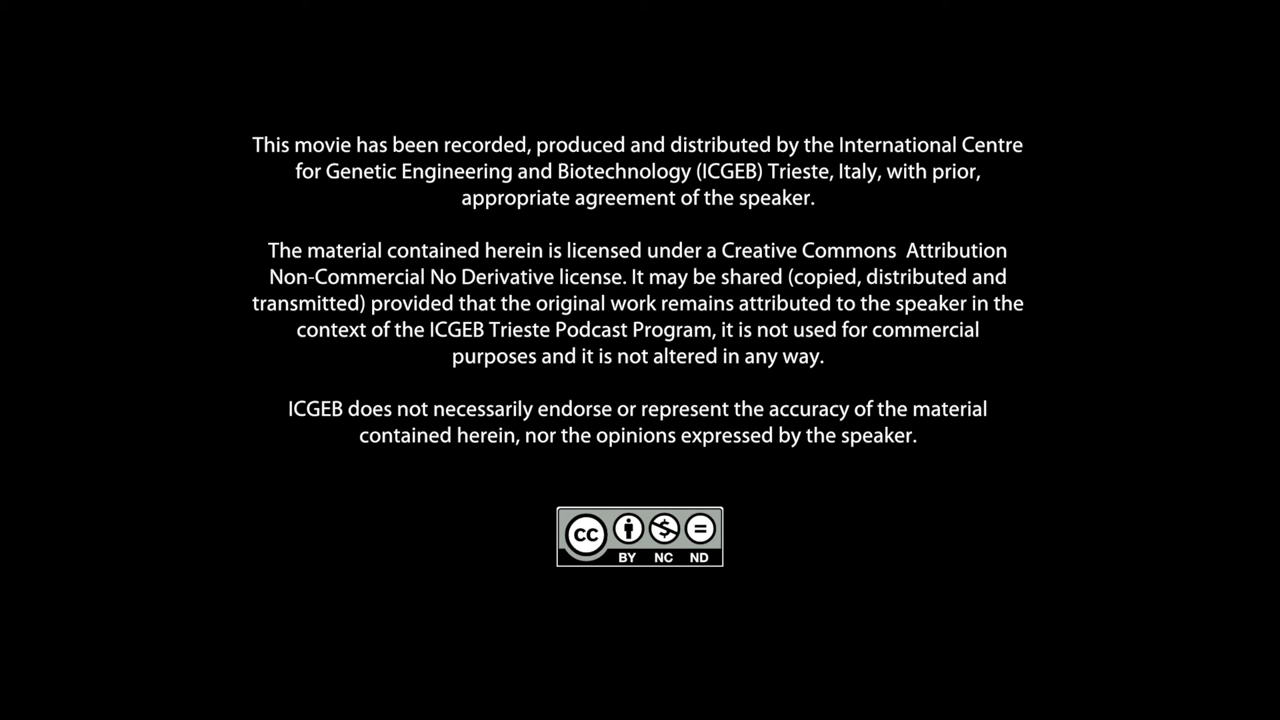 This movie has been recorded, produced and distributed by the International Centre
for Genetic Engineering and Biotechnology (ICGEB) Trieste, Italy, with prior,
appropriate agreement of the speaker.
The material contained herein is licensed under a Creative Commons  Attribution
Non-Commercial No Derivative license. It may be shared (copied, distributed and
transmitted) provided that the original work remains attributed to the speaker in the
context of the ICGEB Trieste Podcast Program, it is not used for commercial
purposes and it is not altered in any way.
ICGEB does not necessarily endorse or represent the accuracy of the material
contained herein, nor the opinions expressed by the speaker.
cc
BY NC ND